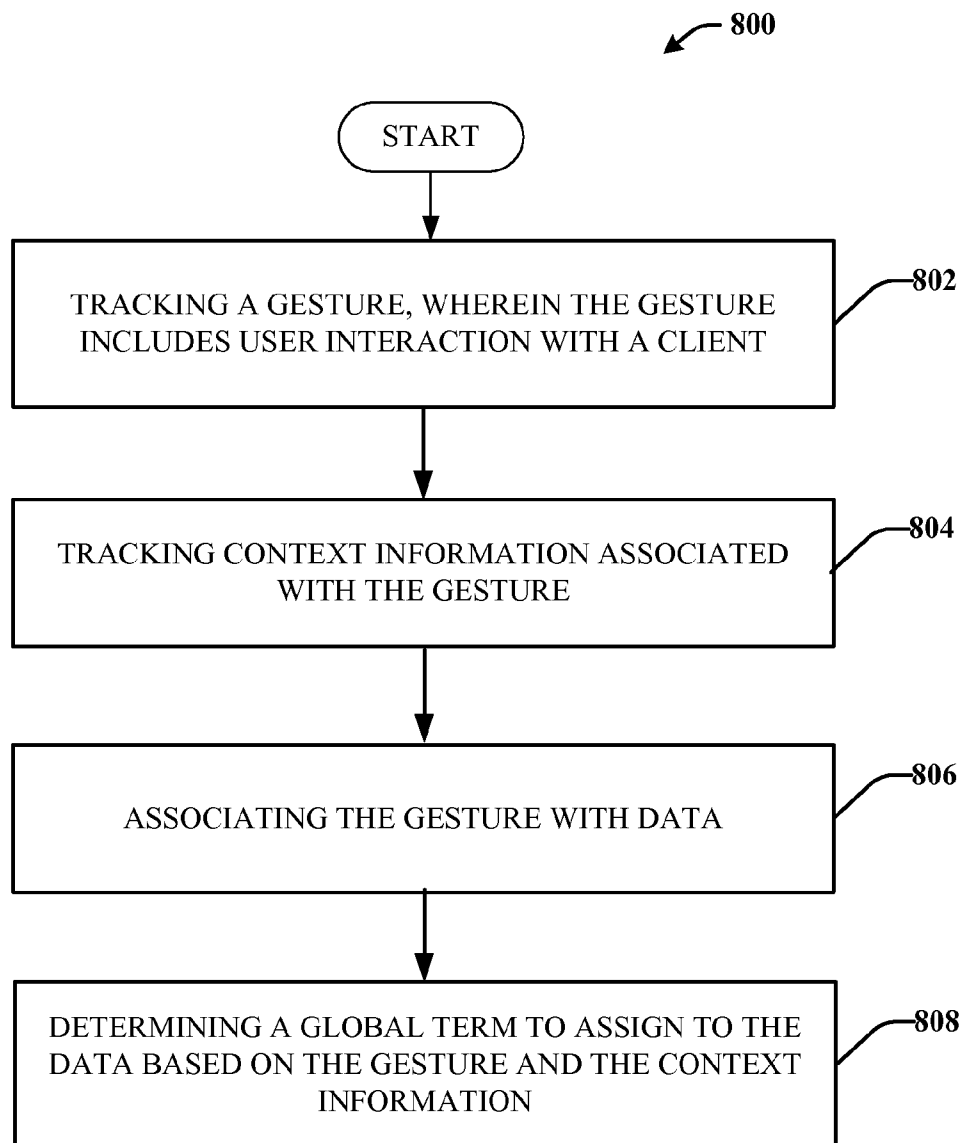 800
START
TRACKING A GESTURE, WHEREIN THE GESTURE
INCLUDES USER INTERACTION WITH A CLIENT
802
TRACKING CONTEXT INFORMATION ASSOCIATED
WITH THE GESTURE
804
ASSOCIATING THE GESTURE WITH DATA
806
DETERMINING A GLOBAL TERM TO ASSIGN TO THE
DATA BASED ON THE GESTURE AND THE CONTEXT
INFORMATION
808